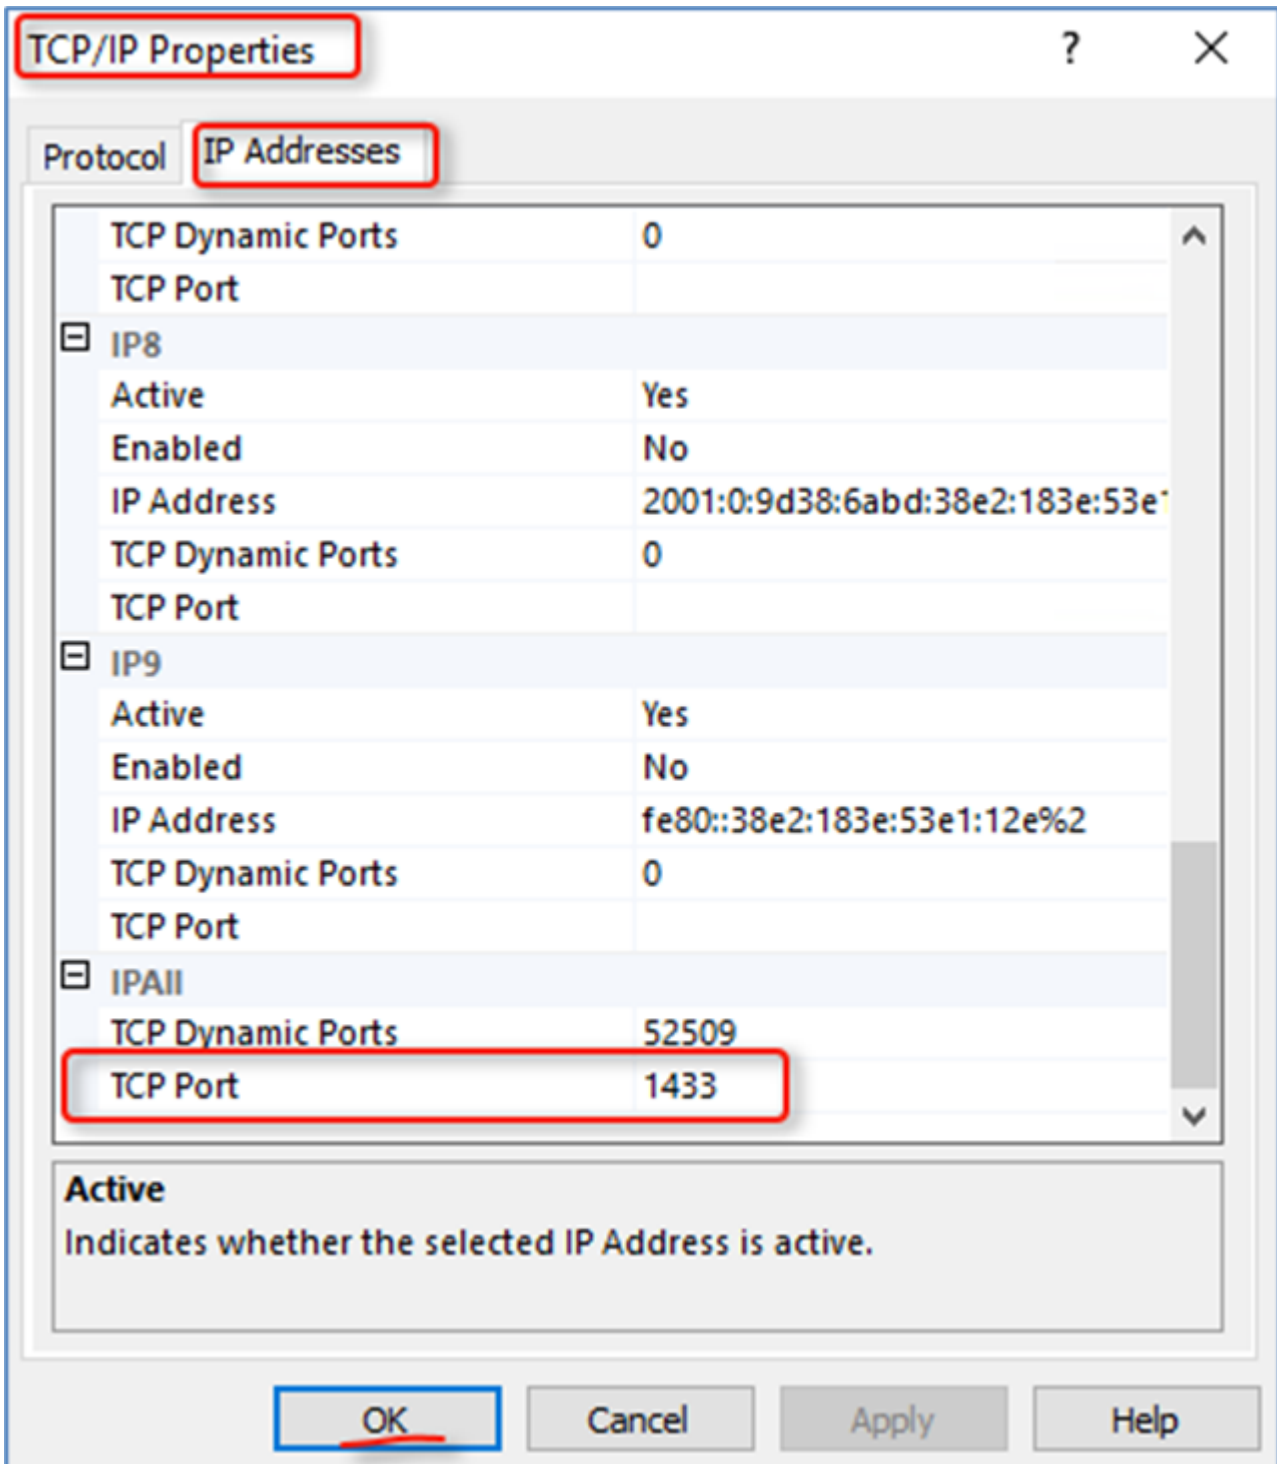 TCP/IP Properties ? ×
Protocol IP Addresses
TCP Dynamic Ports 0
TCP Port
IP8
Active Yes
Enabled No
IP Address 2001:0:9d38:6abd:38e2:183e:53e1
TCP Dynamic Ports 0
TCP Port
IP9
Active Yes
Enabled No
IP Address fe80::38e2:183e:53e1:12e%2
TCP Dynamic Ports 0
TCP Port
IPAll
TCP Dynamic Ports 52509
TCP Port 1433
Active
Indicates whether the selected IP Address is active.
OK Cancel Apply Help